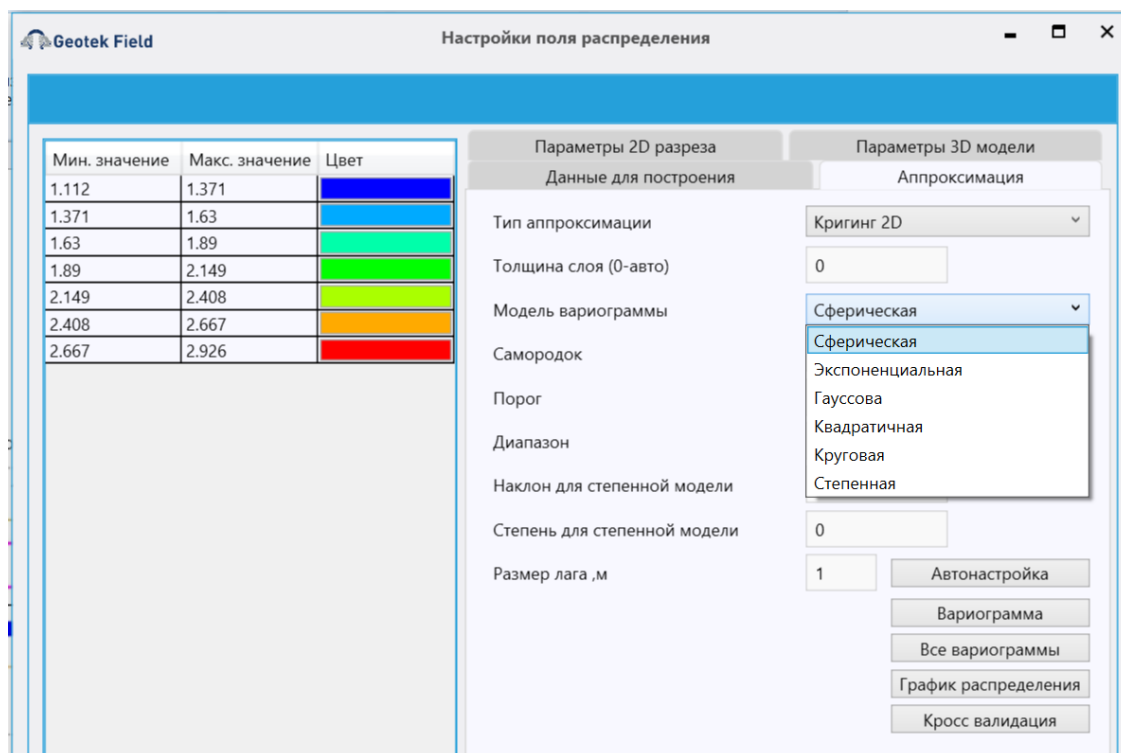 Geotek Field
Настройки поля распределения
Мин. значение Макс. значение Цвет
1.112 1.371
1.371 1.63
1.63 1.89
1.89 2.149
2.149 2.408
2.408 2.667
2.667 2.926
Параметры 2D разреза Параметры 3D модели
Данные для построения Аппроксимация
Тип аппроксимации Кригинг 2D
Толщина слоя (0-авто) 0
Модель вариограммы Сферическая
Сферическая
Экспоненциальная
Гауссова
Квадратичная
Круговая
Степенная
Самородок
Порог
Диапазон
Наклон для степенной модели
Степень для степенной модели 0
Размер лага ,м 1 Автонастройка
Вариограмма
Все вариограммы
График распределения
Кросс валидация